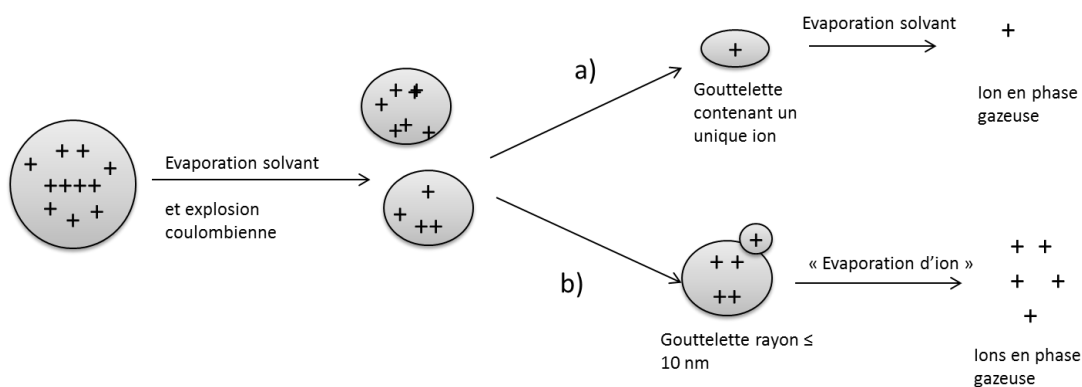 Evaporation solvant
et explosion
coulombienne
a)
+
Gouttelette
contenant un
unique ion
Evaporation solvant
+
Ion en phase
gazeuse
b)
+
+ +
++
Gouttelette rayon ≤
10 nm
« Evaporation d’ion »
+ +
+ +
+
Ions en phase
gazeuse